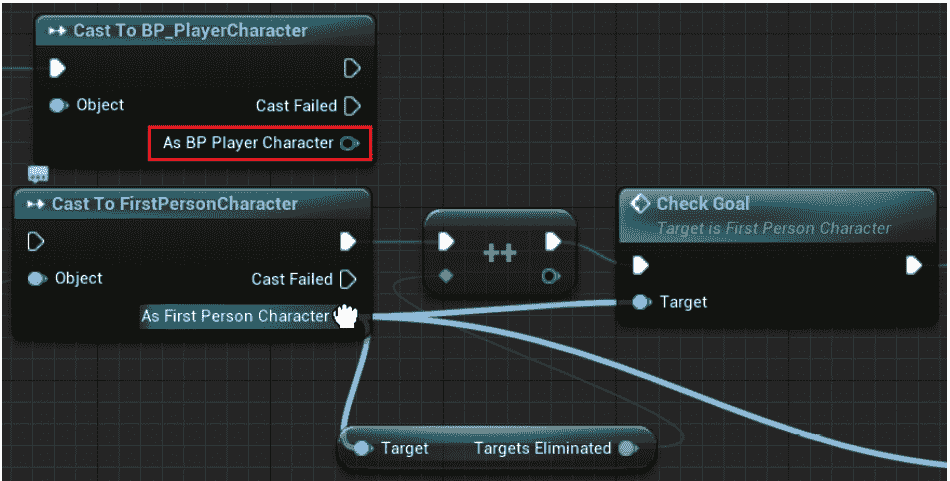 Cast To BP_PlayerCharacter
Object
Cast Failed
As BP Player Character
Cast To FirstPersonCharacter
Object
Cast Failed
As First Person Character
++
Check Goal
Target is First Person Character
Target
Target
Targets Eliminated